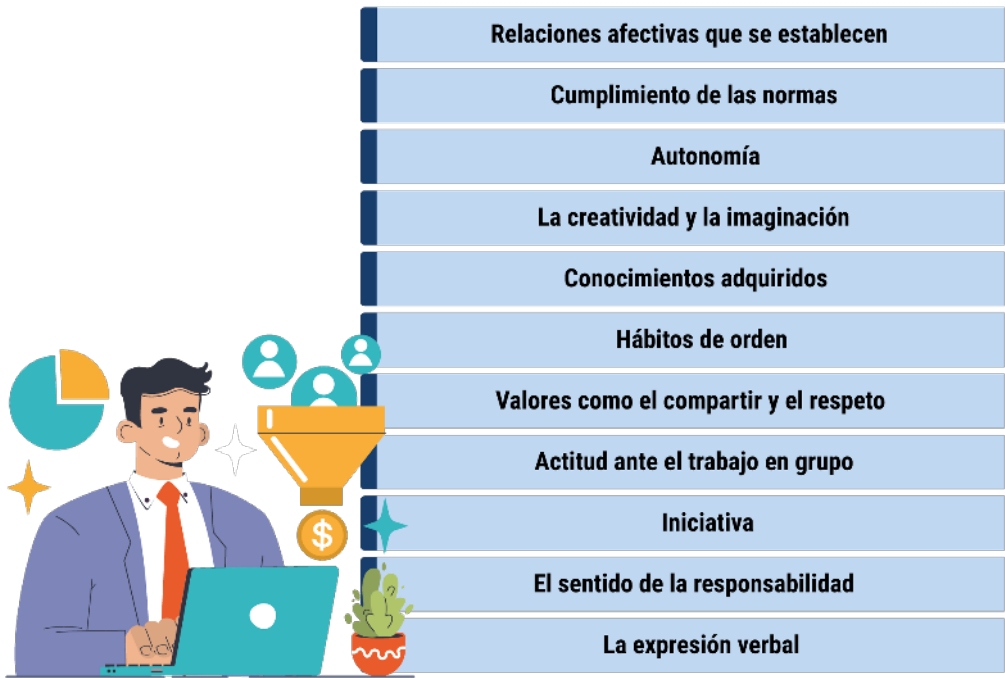 Relaciones afectivas que se establecen
Cumplimiento de las normas
Autonomía
La creatividad y la imaginación
Conocimientos adquiridos
Hábitos de orden
Valores como el compartir y el respeto
Actitud ante el trabajo en grupo
Iniciativa
$
El sentido de la responsabilidad
La expresión verbal